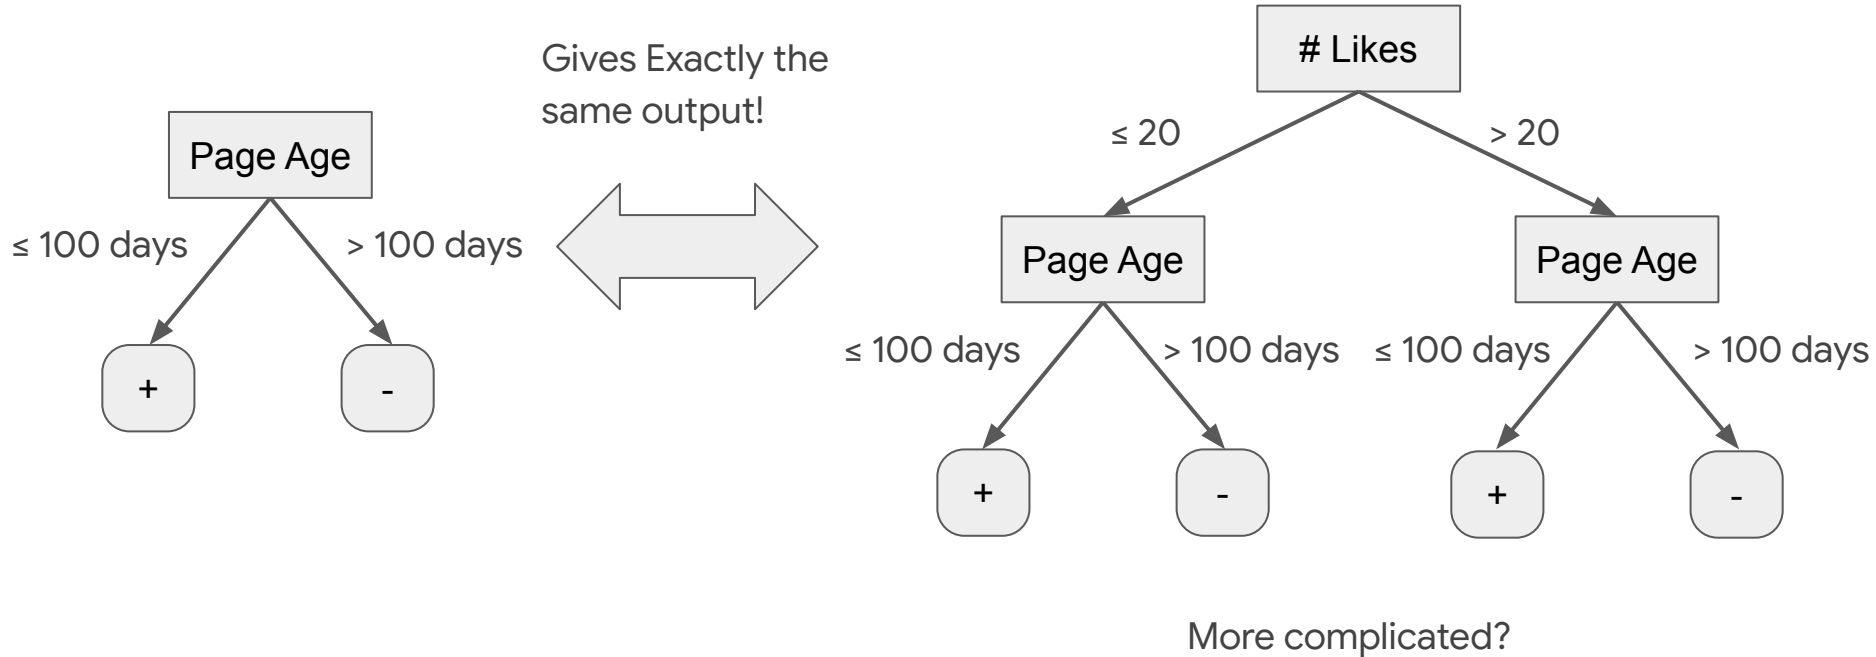 Page Age
≤ 100 days
> 100 days
+
-
Gives Exactly the
same output!
# Likes
≤ 20
> 20
Page Age
Page Age
≤ 100 days
> 100 days
≤ 100 days
> 100 days
+
-
+
-
More complicated?